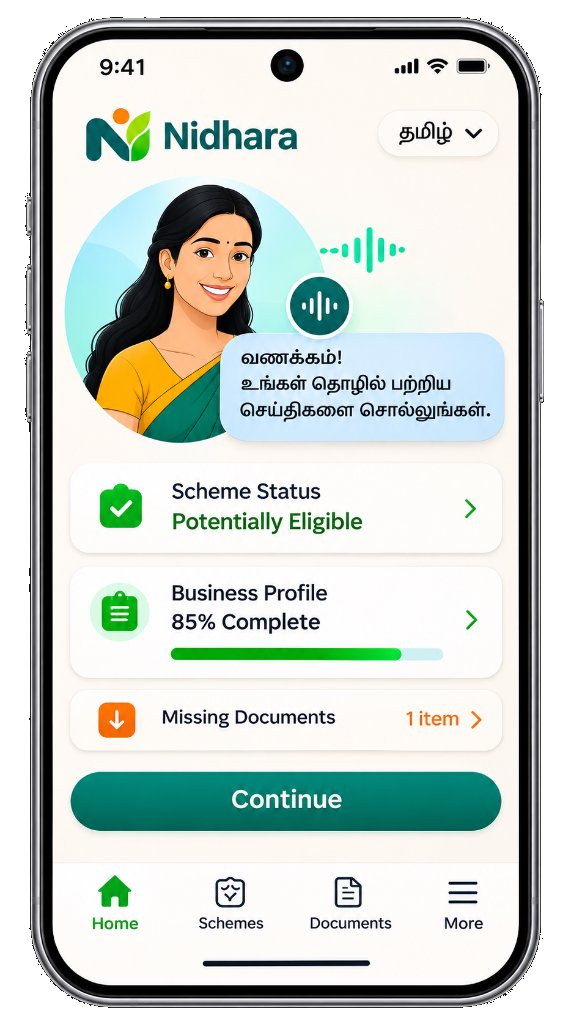 9:41
Nidhara
தமிழ்
வணக்கம்!
உங்கள் தொழில் பற்றிய
செய்திகளை சொல்லுங்கள்.
Scheme Status
Potentially Eligible
Business Profile
85% Complete
Missing Documents
1 item
Continue
Home
Schemes
Documents
More